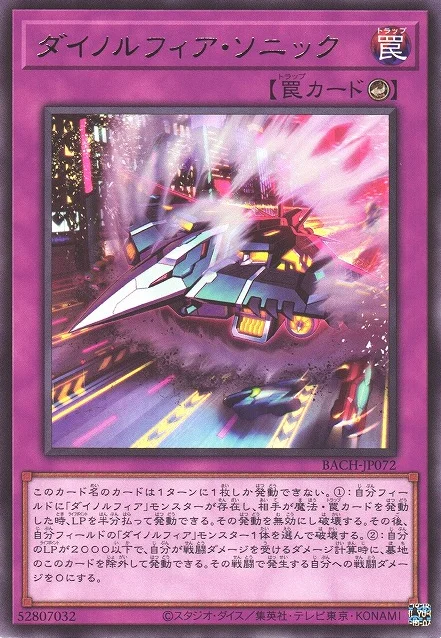 ダイノルフィア・ソニック
罠
トラップ
【罠カード】
トラップ
BACH-JP072
このカード名のカードは1ターンに1枚しか発動できない。①:自分フィー
ルドに「ダイノルフィア」モンスターが存在し、相手が魔法・罠カードを発動
した時、LPを半分払って発動できる。その発動を無効にし破壊する。その後、
自分フィールドの「ダイノルフィア」モンスター1体を選んで破壊する。②:自分
のLPが2000以下で、自分が戦闘ダメージを受けるダメージ計算時に、墓地
のこのカードを除外して発動できる。その戦闘で発生する自分への戦闘ダメー
ジを0にする。
52807032
©スタジオ・ダイス/集英社・テレビ東京・KONAMI